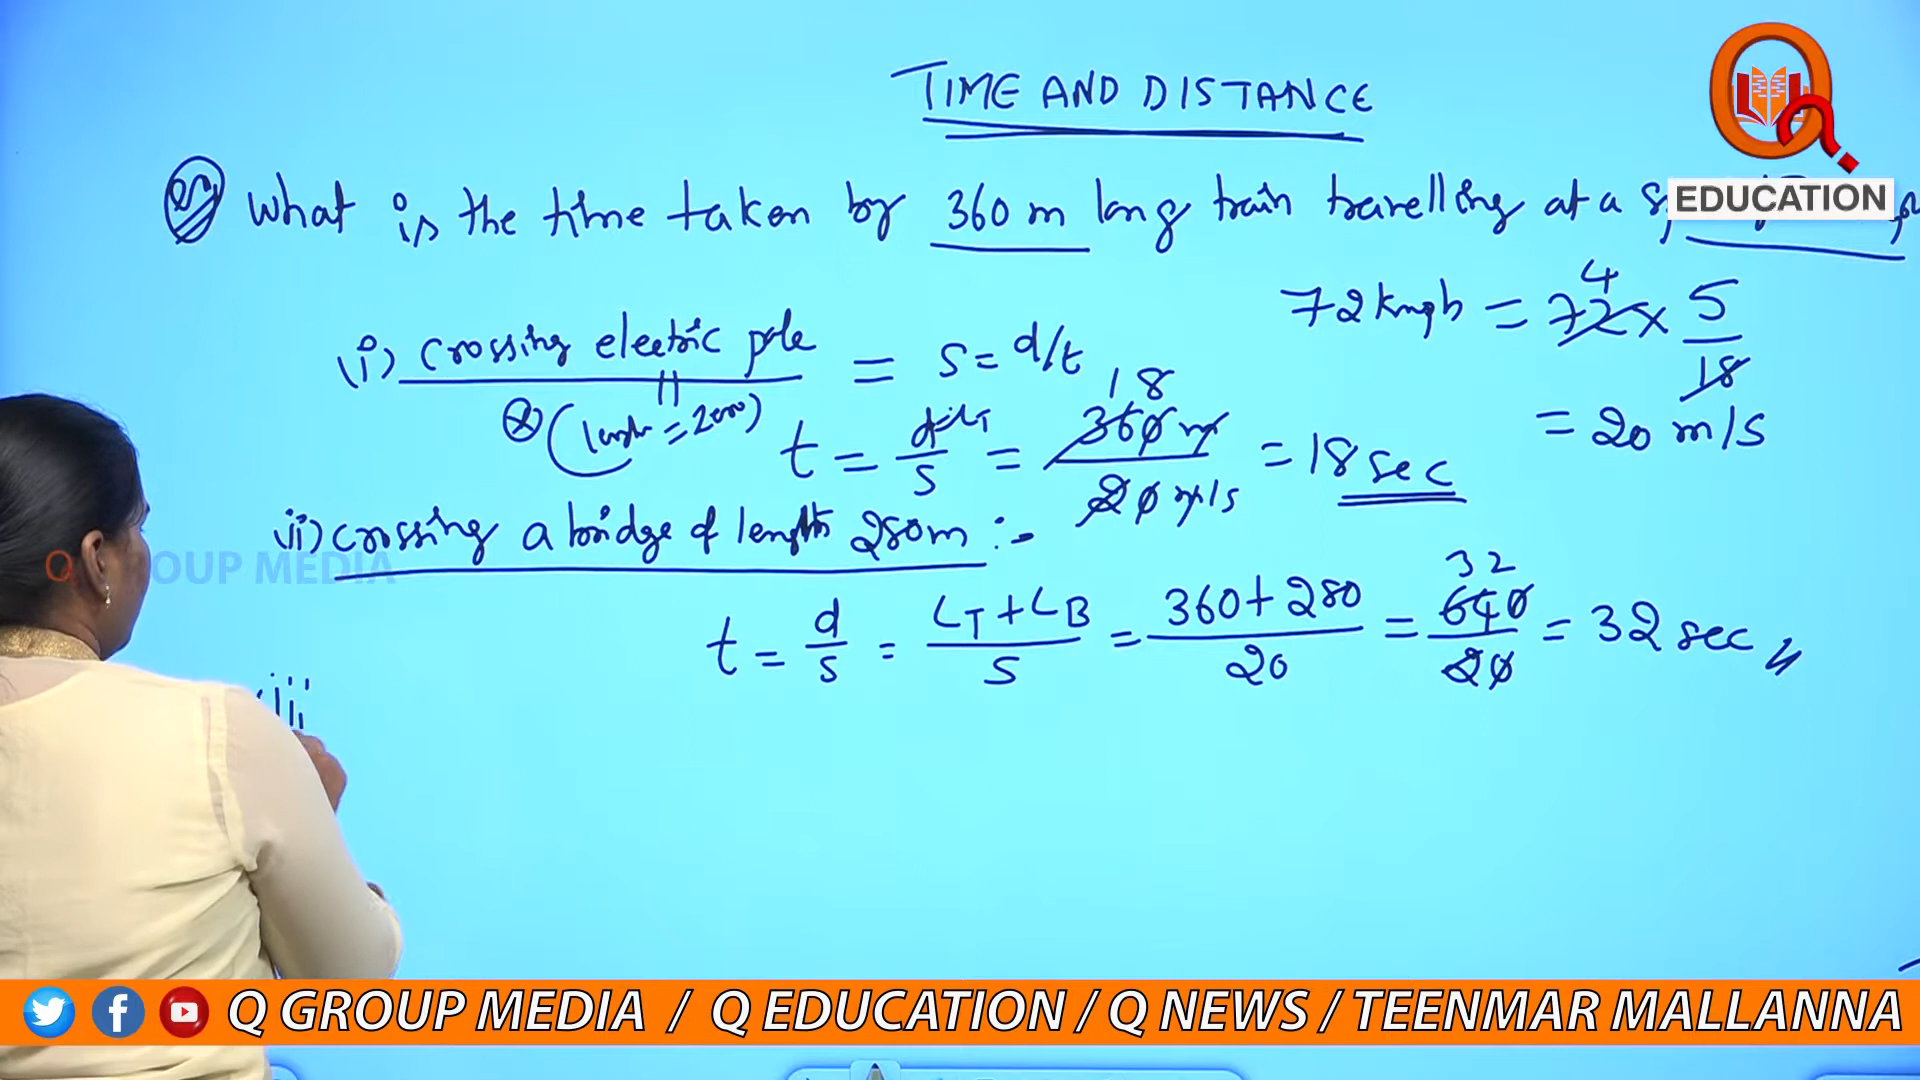 TIME AND DISTANCE
What is the time taken by 360 m long train travelling at a
EDUCATION
72 Kmph = 72 x 5/18
4
(i) Crossing electric pole = S = d/t
= 20 m/s
(length = zero)
t = d=LT/S = 360 m/20 m/s = 18 sec
18
ii) crossing a bridge of length 280m :-
Q GROUP MEDIA
t = d/s = LT + LB/S = 360 + 280/20 = 640/20 = 32 sec
32
iii
Q GROUP MEDIA / Q EDUCATION / Q NEWS / TEENMAR MALLANNA